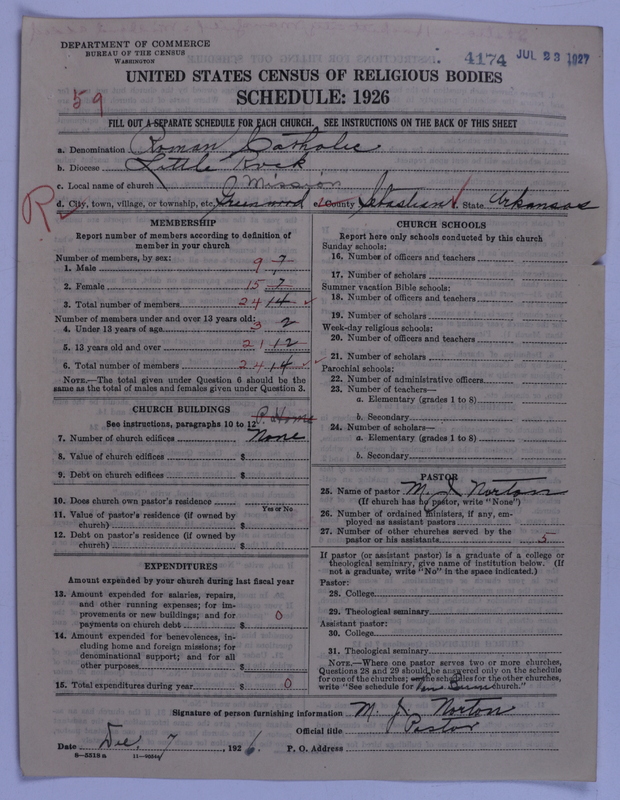 DEPARTMENT OF COMMERCE
BUREAU OF THE CENSUS
WASHINGTON
4174 JUL 23 1927
UNITED STATES CENSUS OF RELIGIOUS BODIES
59
SCHEDULE: 1926
FILL OUT A SEPARATE SCHEDULE FOR EACH CHURCH. SEE INSTRUCTIONS ON THE BACK OF THIS SHEET
a. Denomination Roman Catholic
b. Diocese Little Rock
c. Local name of church Mission
R
d. City, town, village, or township, etc. Greenwood County Sebastian State Arkansas
MEMBERSHIP
Report number of members according to definition of
member in your church
Number of members, by sex:
1. Male 9 7
2. Female 15 7
3. Total number of members 24 14
Number of members under and over 13 years old:
4. Under 13 years of age 3 2
5. 13 years old and over 21 12
6. Total number of members 24 14
NOTE.—The total given under Question 6 should be the
same as the total of males and females given under Question 3.
CHURCH BUILDINGS
See instructions, paragraphs 10 to 12 P. Home
7. Number of church edifices None
8. Value of church edifices $
9. Debt on church edifices $
10. Does church own pastor's residence
Yes or No
11. Value of pastor's residence (if owned by
church) $
12. Debt on pastor's residence (if owned by
church) $
EXPENDITURES
Amount expended by your church during last fiscal year
13. Amount expended for salaries, repairs,
and other running expenses; for im-
provements or new buildings; and for
payments on church debt $ 0
14. Amount expended for benevolences, in-
cluding home and foreign missions; for
denominational support; and for all
other purposes $
15. Total expenditures during year $ 0
CHURCH SCHOOLS
Report here only schools conducted by this church
Sunday schools:
16. Number of officers and teachers
17. Number of scholars
Summer vacation Bible schools:
18. Number of officers and teachers
19. Number of scholars
Week-day religious schools:
20. Number of officers and teachers
21. Number of scholars
Parochial schools:
22. Number of administrative officers
23. Number of teachers—
a. Elementary (grades 1 to 8)
b. Secondary
24. Number of scholars—
a. Elementary (grades 1 to 8)
b. Secondary
PASTOR
25. Name of pastor M. J. Norton
(If church has no pastor, write "None")
26. Number of ordained ministers, if any, em-
ployed as assistant pastors
27. Number of other churches served by the
pastor or his assistants 5
If pastor (or assistant pastor) is a graduate of a college or
theological seminary, give name of institution below. (If
not a graduate, write "No" in the space indicated.)
Pastor:
28. College
29. Theological seminary
Assistant pastor:
30. College
31. Theological seminary
NOTE.—Where one pastor serves two or more churches,
Questions 28 and 29 should be answered only on the schedule
for one of the churches; on the schedules for the other churches,
write "See schedule for Van Buren church."
Signature of person furnishing information M. J. Norton
Official title Pastor
Date Dec. 7, 1926. P. O. Address
8-5318a